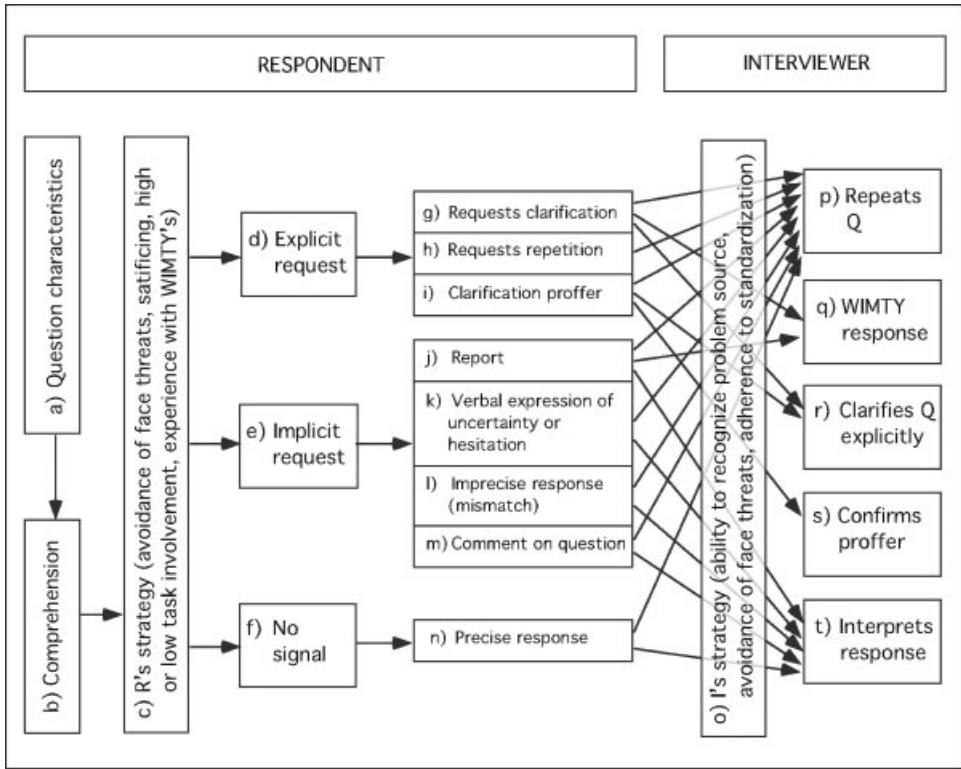 RESPONDENT
INTERVIEWER
a) Question characteristics
b) Comprehension
c) R's strategy (avoidance of face threats, satificing, high
or low task involvement, experience with WIMTY's)
d) Explicit
request
e) Implicit
request
f) No
signal
g) Requests clarification
h) Requests repetition
i) Clarification proffer
j) Report
k) Verbal expression of
uncertainty or
hesitation
l) Imprecise response
(mismatch)
m) Comment on question
n) Precise response
o) I's strategy (ability to recognize problem source,
avoidance of face threats, adherence to standardization)
p) Repeats
Q
q) WIMTY
response
r) Clarifies Q
explicitly
s) Confirms
proffer
t) Interprets
response